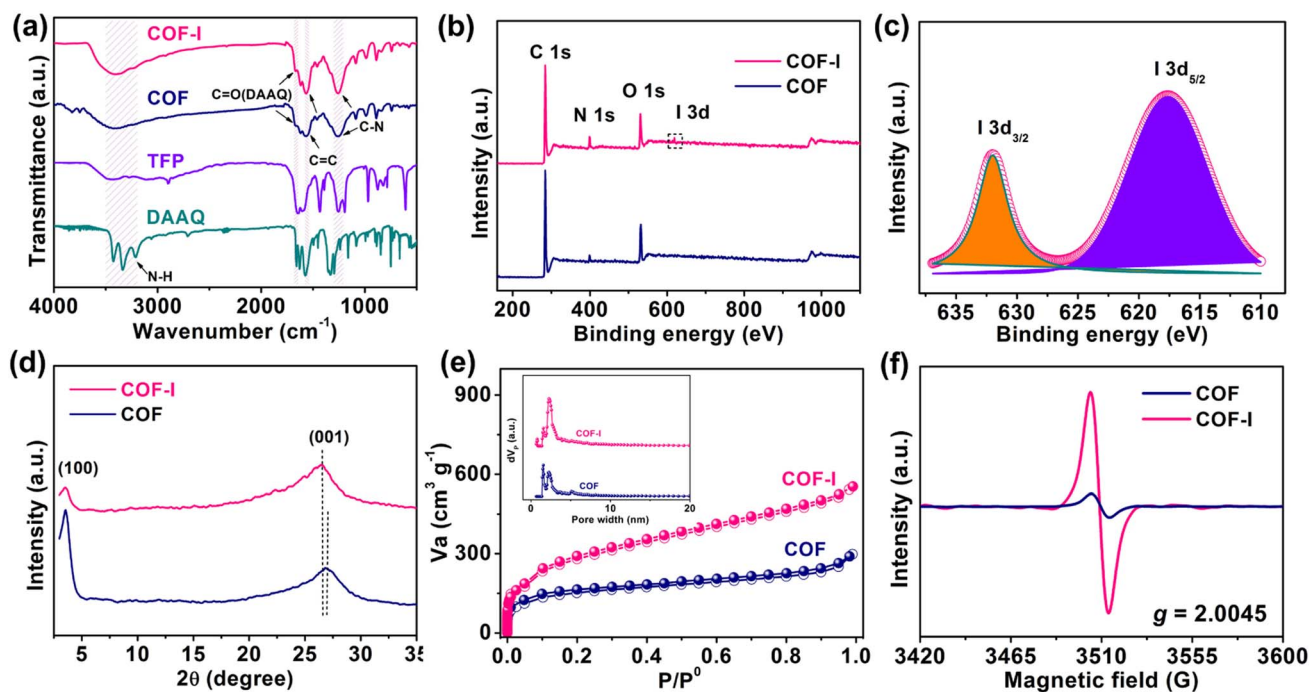 (a)
COF-I
COF
C=O(DAAQ)
C-N
C=C
TFP
DAAQ
N-H
Transmittance (a.u.)
4000 3000 2000 1000
Wavenumber (cm⁻¹)
(b)
COF-I
COF
C 1s
N 1s
O 1s
I 3d
Intensity (a.u.)
200 400 600 800 1000
Binding energy (eV)
(c)
I 3d5/2
I 3d3/2
Intensity (a.u.)
635 630 625 620 615 610
Binding energy (eV)
(d)
COF-I
COF
(100)
(001)
Intensity (a.u.)
5 10 15 20 25 30 35
2θ (degree)
(e)
900
600
300
0
Va (cm³ g⁻¹)
dVP (a.u.)
COF-I
COF
0 10 20
Pore width (nm)
COF-I
COF
0.0 0.2 0.4 0.6 0.8 1.0
P/P⁰
(f)
COF
COF-I
g = 2.0045
Intensity (a.u.)
3420 3465 3510 3555 3600
Magnetic field (G)